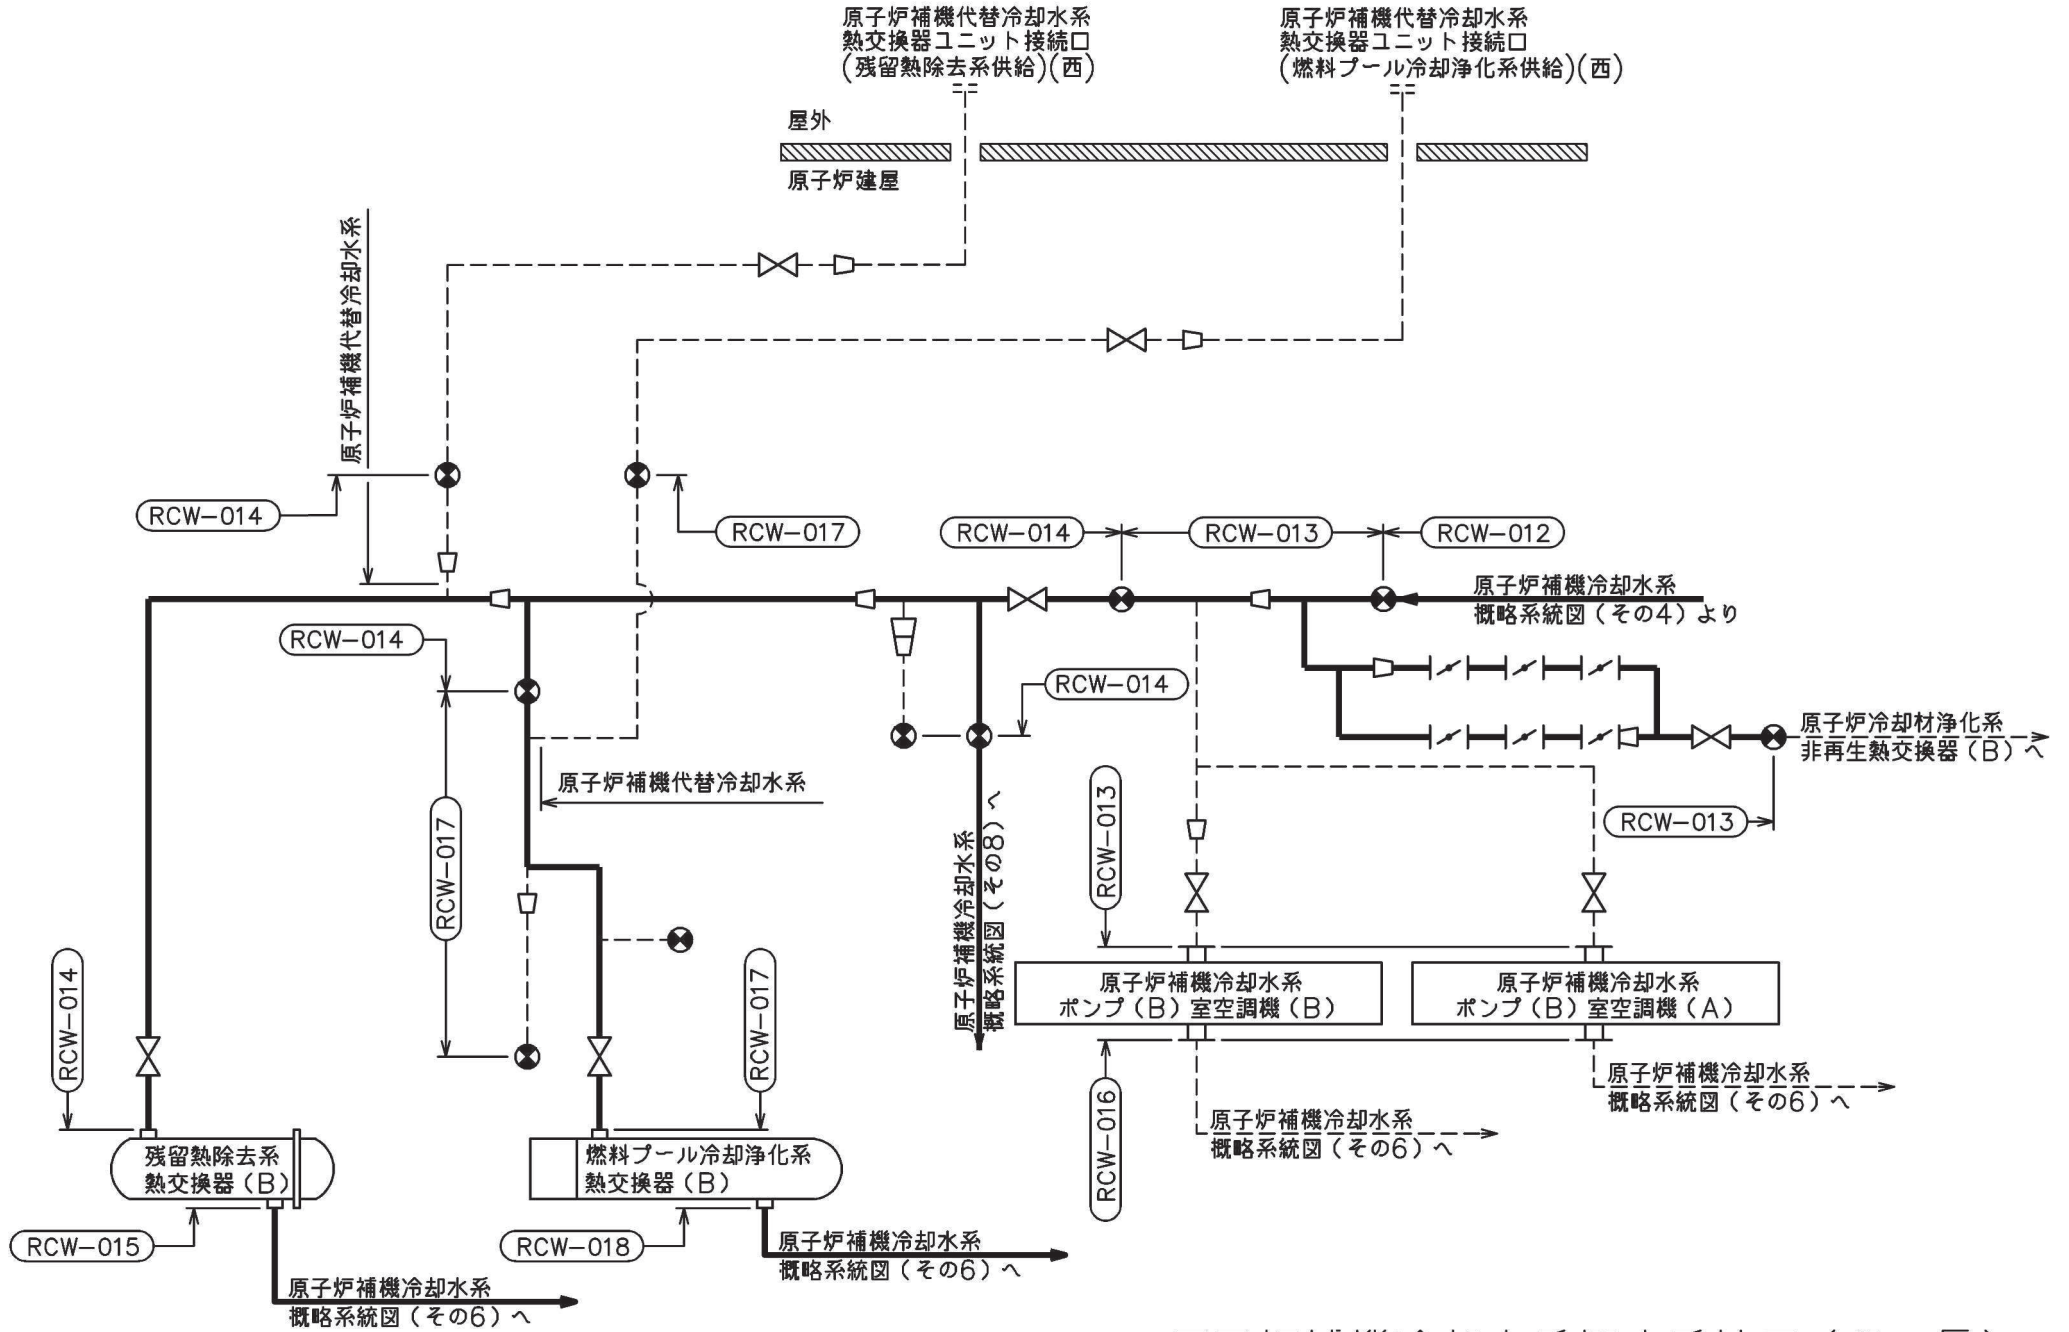 原子炉補機代替冷却水系
熱交換器ユニット接続口
(残留熱除去系供給)(西)
原子炉補機代替冷却水系
熱交換器ユニット接続口
(燃料プール冷却浄化系供給)(西)
屋外
原子炉建屋
原子炉補機代替冷却水系
RCW-014
RCW-017
RCW-014
RCW-013
RCW-012
原子炉補機冷却水系
概略系統図(その4)より
RCW-014
RCW-014
原子炉冷却材浄化系
非再生熱交換器(B)へ
原子炉補機代替冷却水系
RCW-017
RCW-013
RCW-013
原子炉補機冷却水系
概略系統図(その8)へ
RCW-014
RCW-017
原子炉補機冷却水系
ポンプ(B)室空調機(B)
原子炉補機冷却水系
ポンプ(B)室空調機(A)
RCW-016
原子炉補機冷却水系
概略系統図(その6)へ
原子炉補機冷却水系
概略系統図(その6)へ
残留熱除去系
熱交換器(B)
燃料プール冷却浄化系
熱交換器(B)
RCW-015
RCW-018
原子炉補機冷却水系
概略系統図(その6)へ
原子炉補機冷却水系
概略系統図(その6)へ